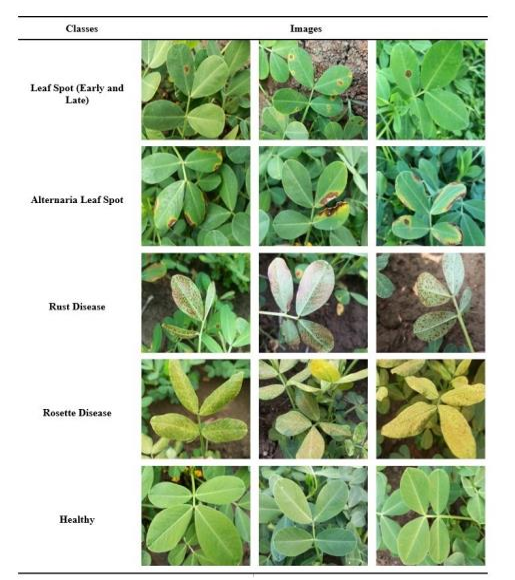 Classes Images
Leaf Spot (Early and
Late)
Alternaria Leaf Spot
Rust Disease
Rosette Disease
Healthy